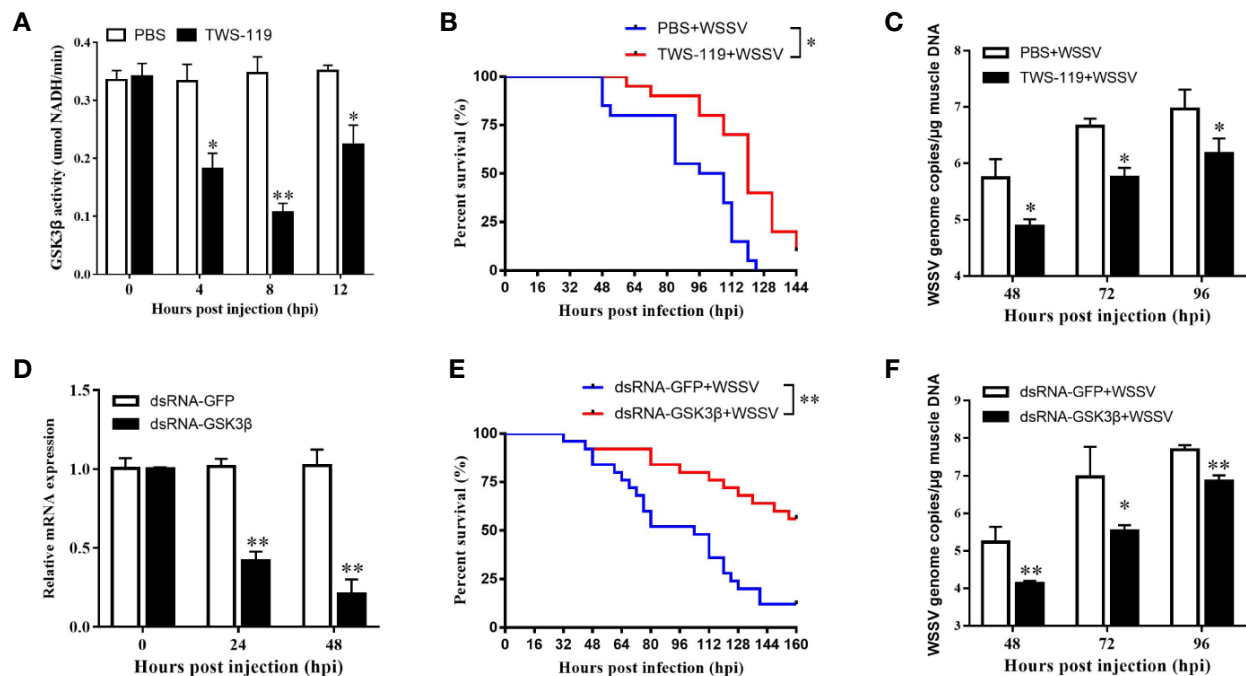 A
PBS TWS-119
GSK3β activity (umol NADH/min)
0.4
0.3
0.2
0.1
0.0
*
**
*
0 4 8 12
Hours post injection (hpi)
B
PBS+WSSV
TWS-119+WSSV
*
Percent survival (%)
100
75
50
25
0
0 16 32 48 64 80 96 112 128 144
Hours post infection (hpi)
C
PBS+WSSV
TWS-119+WSSV
WSSV genome copies/μg muscle DNA
8
7
6
5
4
*
*
*
48 72 96
Hours post injection (hpi)
D
dsRNA-GFP
dsRNA-GSK3β
Relative mRNA expression
1.5
1.0
0.5
0.0
**
**
0 24 48
Hours post injection (hpi)
E
dsRNA-GFP+WSSV
dsRNA-GSK3β+WSSV
**
Percent survival (%)
100
75
50
25
0
0 16 32 48 64 80 96 112 128 144 160
Hours post infection (hpi)
F
dsRNA-GFP+WSSV
dsRNA-GSK3β+WSSV
WSSV genome copies/μg muscle DNA
9
8
7
6
5
4
3
**
*
**
48 72 96
Hours post injection (hpi)